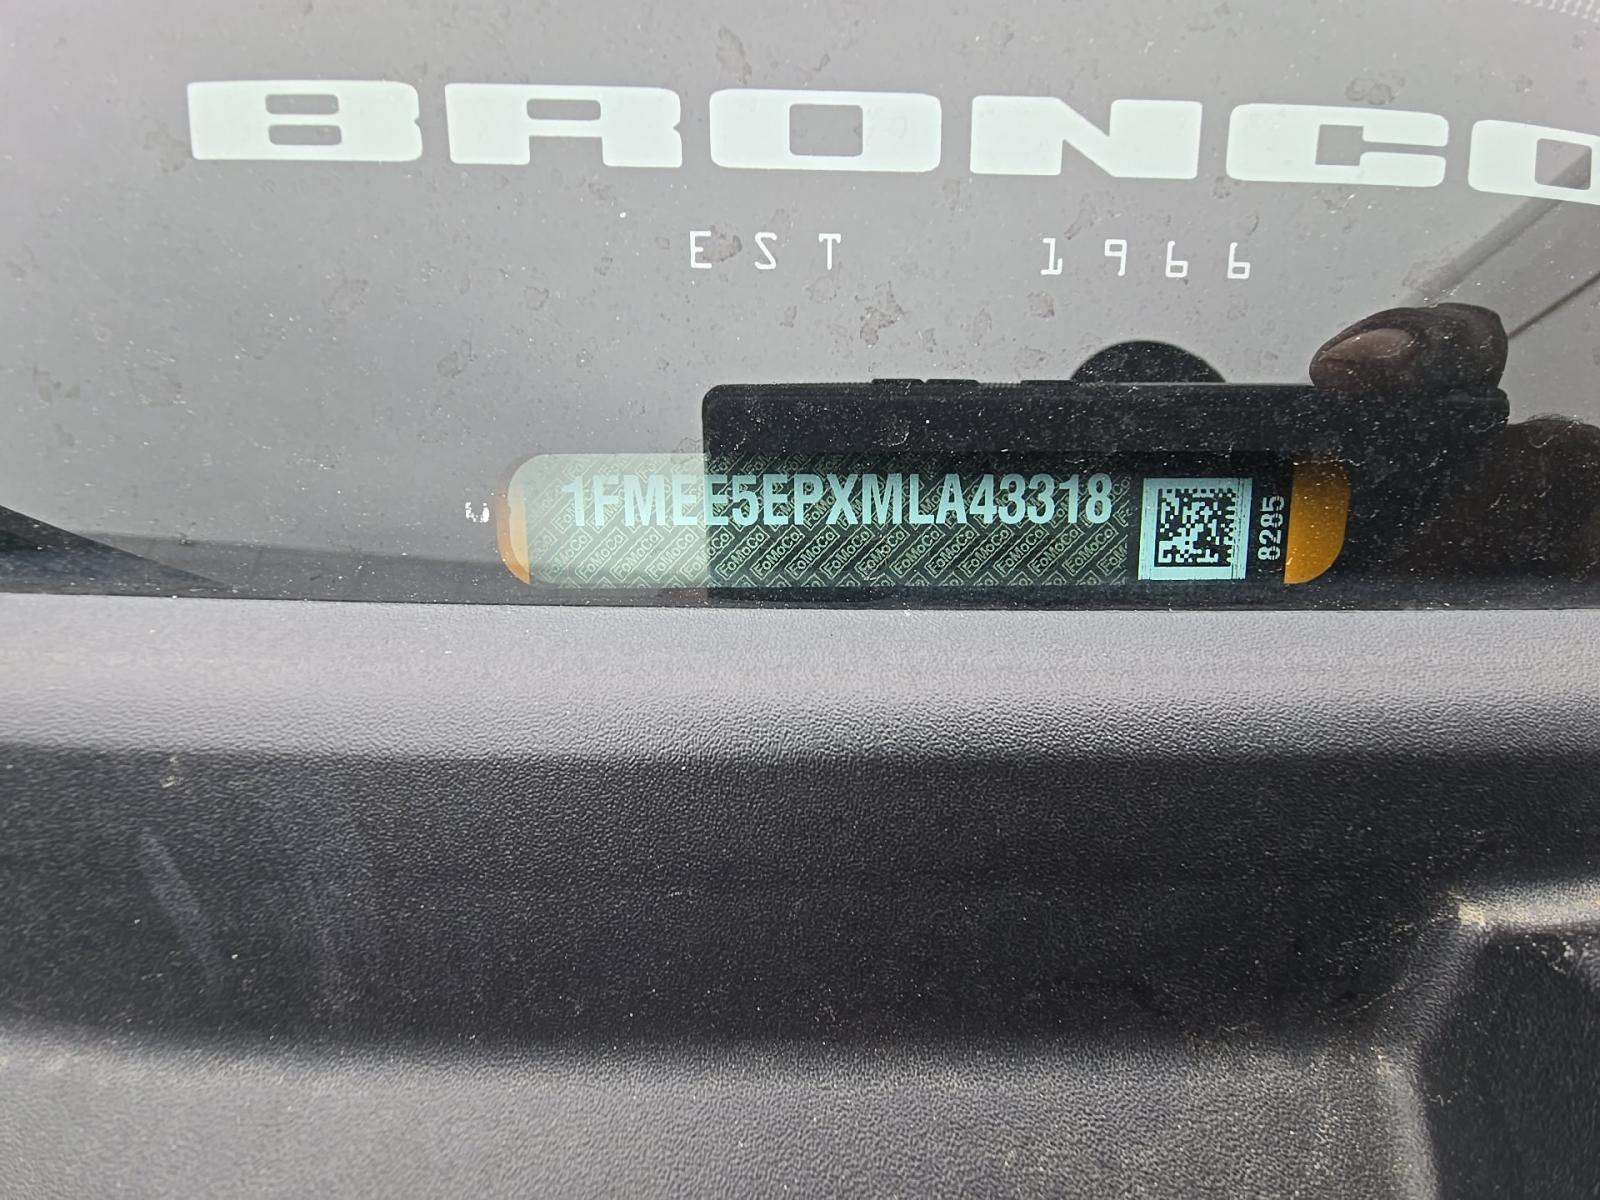 BRONCO
EST 1966
1FMEE5EPXMLA43318
8285